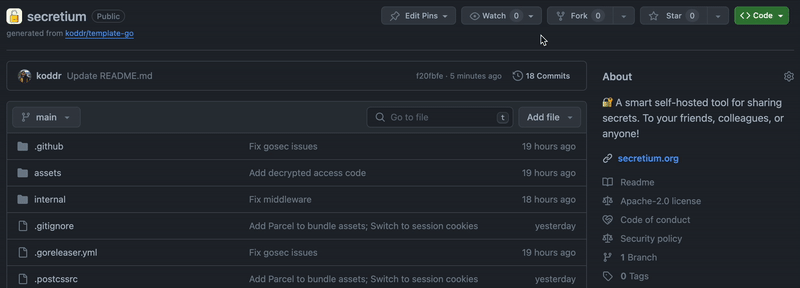 secretium Public
Edit Pins Watch 0 Fork 0 Star 0 Code
generated from koddr/template-go
koddr Update README.md f20fbfe · 5 minutes ago 18 Commits
main Go to file t Add file
.github Fix gosec issues 19 hours ago
assets Add decrypted access code 19 hours ago
internal Fix middleware 18 hours ago
.gitignore Add Parcel to bundle assets; Switch to session cookies yesterday
.goreleaser.yml Fix gosec issues 19 hours ago
.postcssrc Add Parcel to bundle assets; Switch to session cookies yesterday
About
🔐 A smart self-hosted tool for sharing
secrets. To your friends, colleagues, or
anyone!
secretium.org
Readme
Apache-2.0 license
Code of conduct
Security policy
1 Branch
0 Tags